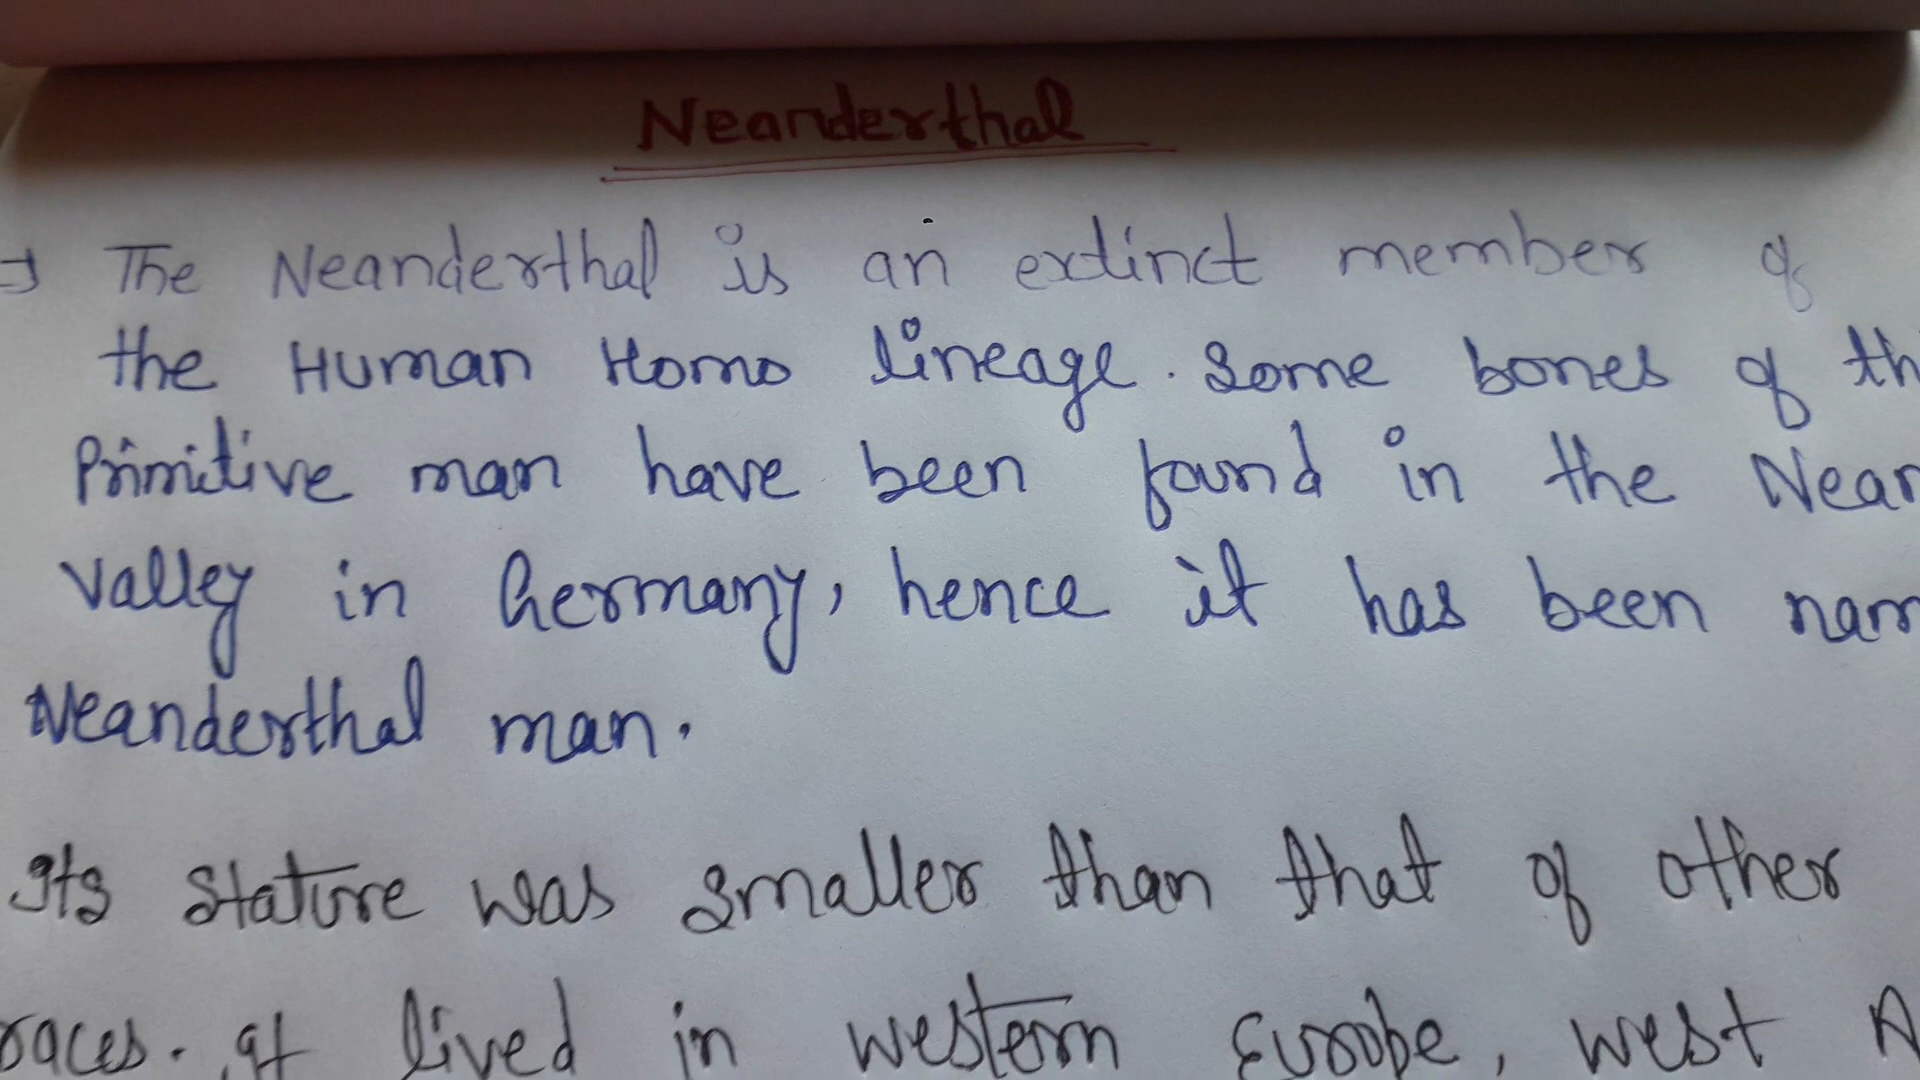 Neanderthal
⇒ The Neanderthal is an extinct member of
the Human Homo lineage. Some bones of th
Primitive man have been found in the Nean
Valley in Germany, hence it has been nam
Neanderthal man.
Its stature was smaller than that of other
races. It lived in western Europe, west A